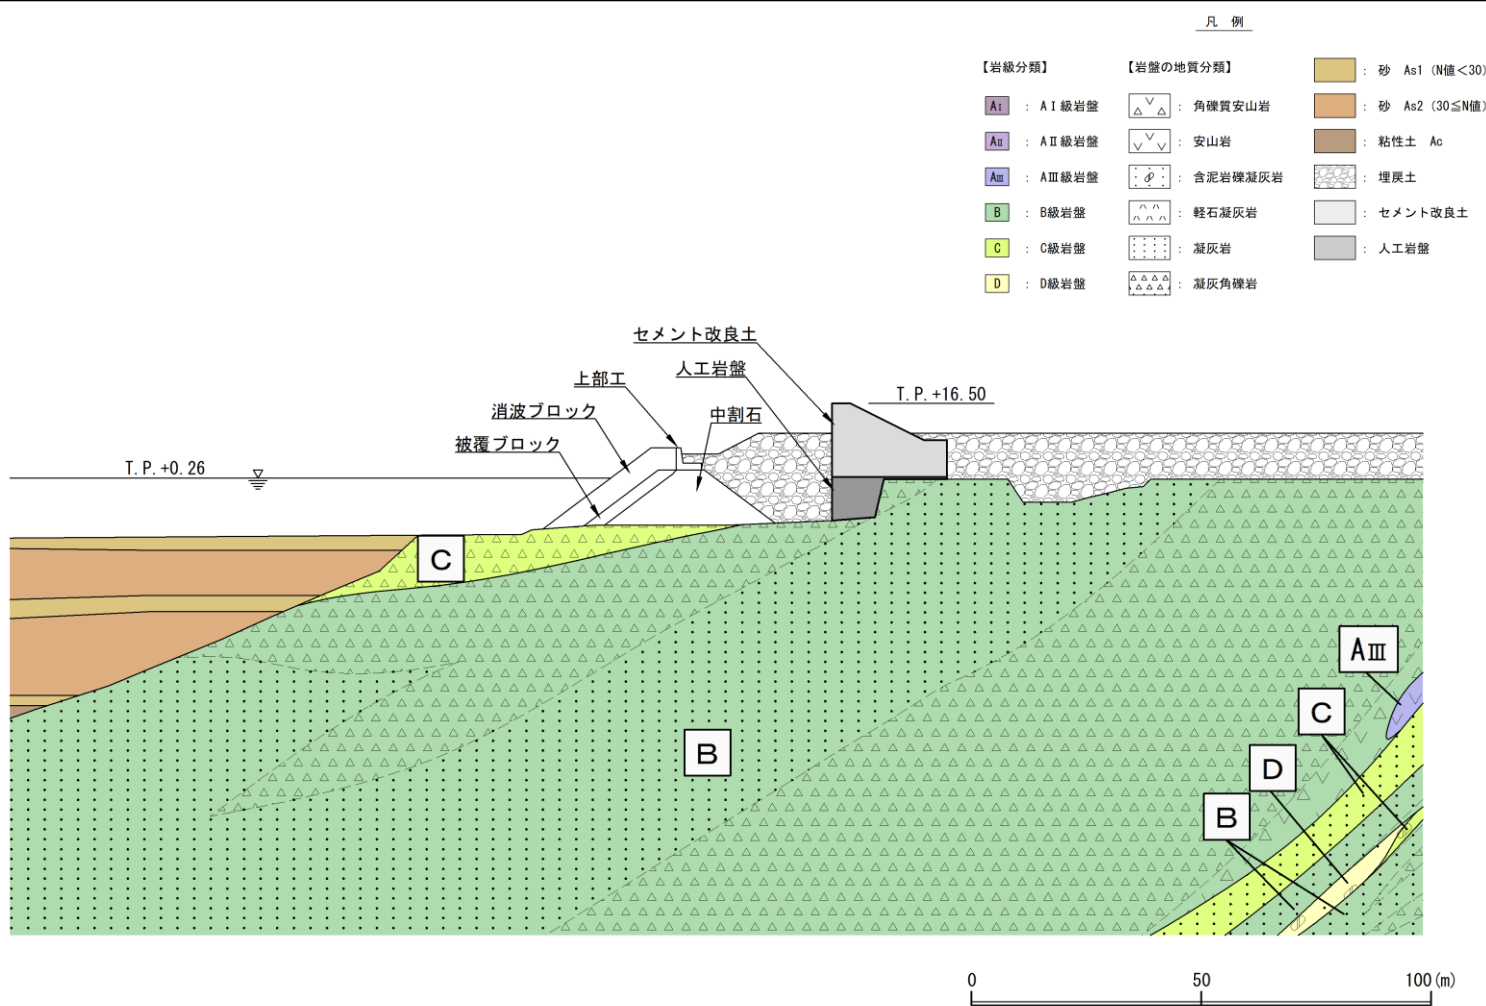 凡 例
【岩級分類】
AⅠ : AⅠ級岩盤
AⅡ : AⅡ級岩盤
AⅢ : AⅢ級岩盤
B : B級岩盤
C : C級岩盤
D : D級岩盤
【岩盤の地質分類】
: 角礫質安山岩
: 安山岩
: 含泥岩礫凝灰岩
: 軽石凝灰岩
: 凝灰岩
: 凝灰角礫岩
: 砂 As1 (N値<30)
: 砂 As2 (30≦N値)
: 粘性土 Ac
: 埋戻土
: セメント改良土
: 人工岩盤
セメント改良土
人工岩盤
上部工
T.P.+16.50
消波ブロック
中割石
被覆ブロック
T.P.+0.26
C
AⅢ
C
B
D
B
0 50 100(m)